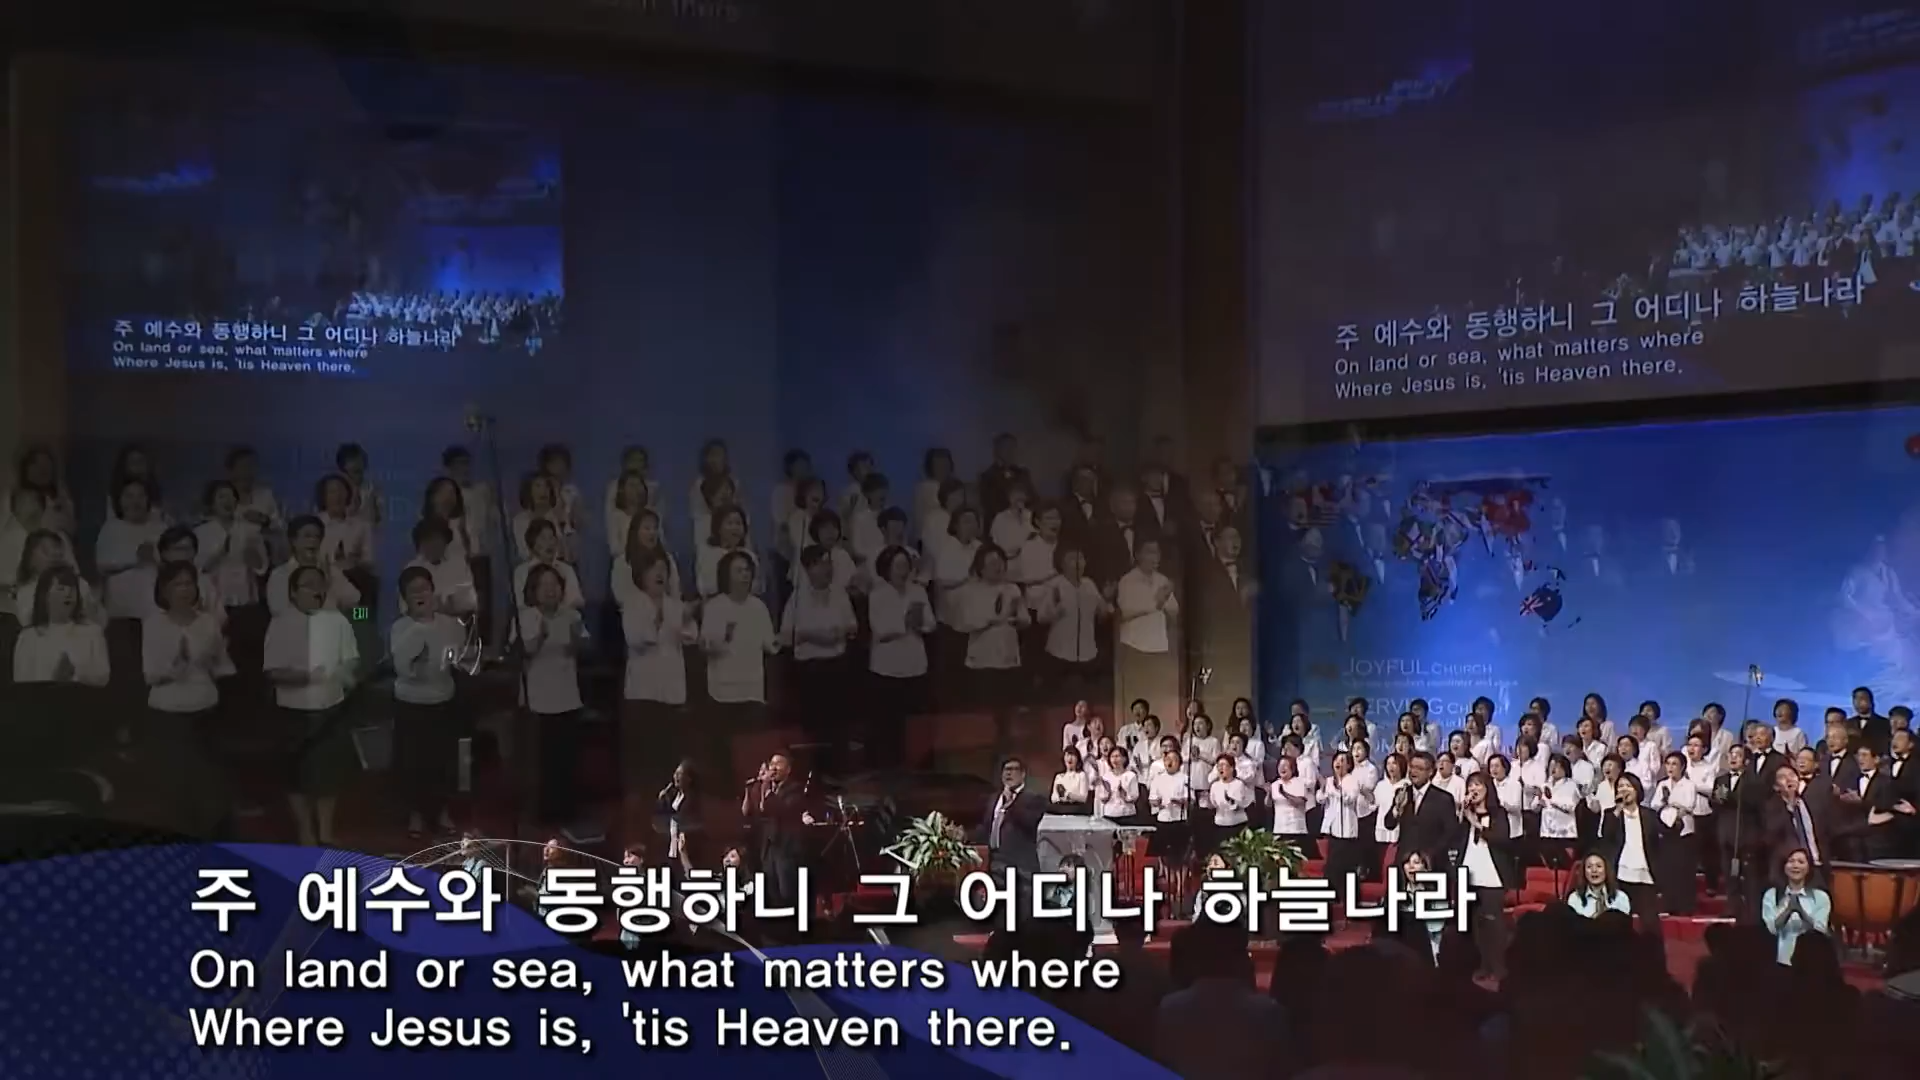 주 예수와 동행하니 그 어디나 하늘나라
On land or sea, what matters where
Where Jesus is, 'tis Heaven there.
주 예수와 동행하니 그 어디나 하늘나라
On land or sea, what matters where
Where Jesus is, 'tis Heaven there.
EXIT
JOYFUL CHURCH
SERVING CHURCH
주 예수와 동행하니 그 어디나 하늘나라
On land or sea, what matters where
Where Jesus is, 'tis Heaven there.